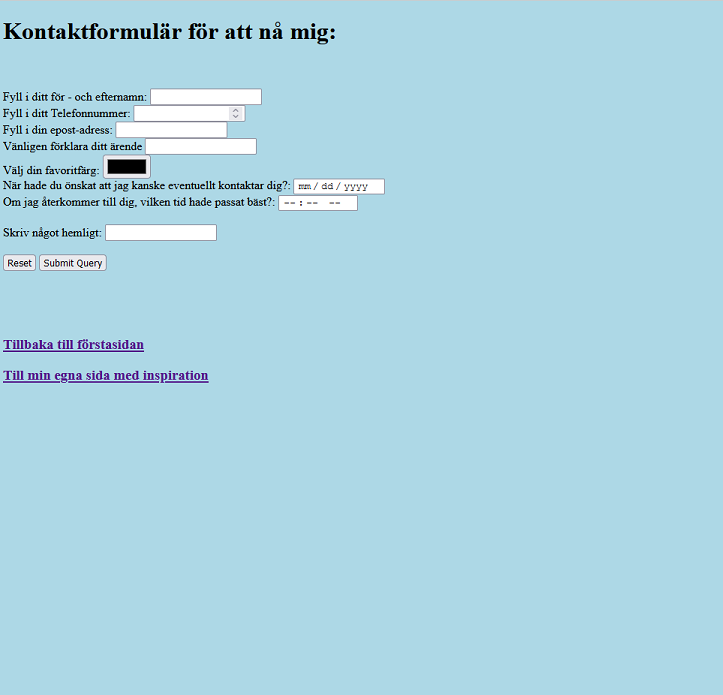 Kontaktformulär för att nå mig:
Fyll i ditt för - och efternamn:
Fyll i ditt Telefonnummer:
Fyll i din epost-adress:
Vänligen förklara ditt ärende
Välj din favoritfärg:
När hade du önskat att jag kanske eventuellt kontaktar dig?: mm / dd / yyyy
Om jag återkommer till dig, vilken tid hade passat bäst?: -- : -- --
Skriv något hemligt:
Reset Submit Query
Tillbaka till förstasidan
Till min egna sida med inspiration